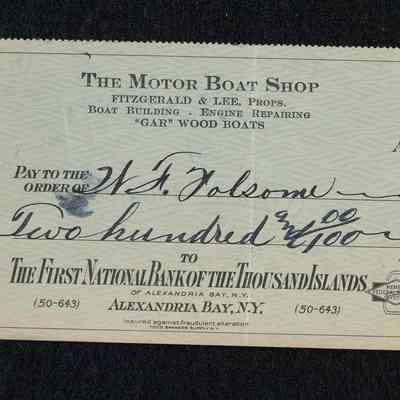 THE MOTOR BOAT SHOP
FITZGERALD & LEE, PROPS.
BOAT BUILDING - ENGINE REPAIRING
"GAR" WOOD BOATS
A
PAY TO THE
ORDER OF W. F. Folsome
Two hundred & 00/100
TO
THE FIRST NATIONAL BANK OF THE THOUSAND ISLANDS
OF ALEXANDRIA BAY, N.Y.
(50-643) ALEXANDRIA BAY, N.Y. (50-643)
insured against fraudulent alteration